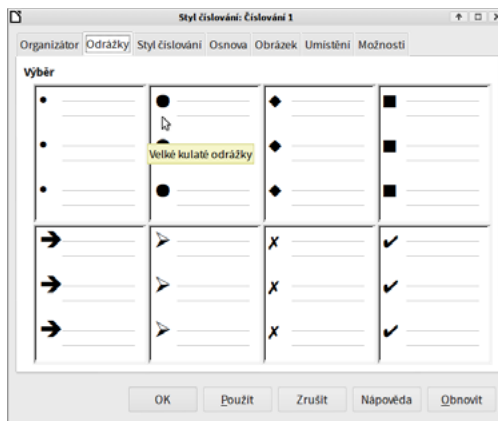 Styl číslování: Číslování 1
Organizátor Odrážky Styl číslování Osnova Obrázek Umístění Možnosti
Výběr
Velké kulaté odrážky
OK Použít Zrušit Nápověda Obnovit